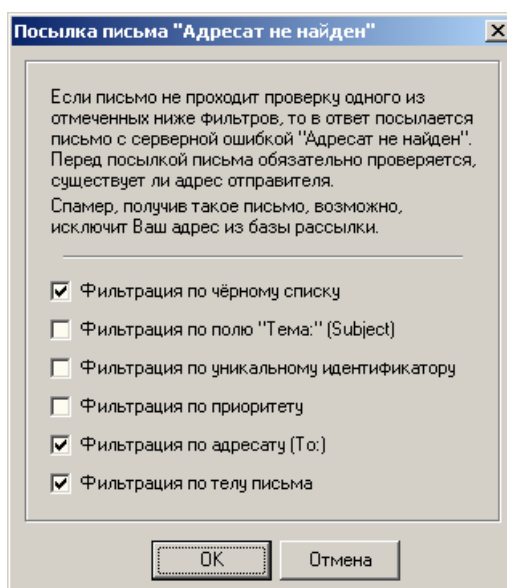 Посылка письма "Адресат не найден"
Если письмо не проходит проверку одного из
отмеченных ниже фильтров, то в ответ посылается
письмо с серверной ошибкой "Адресат не найден".
Перед посылкой письма обязательно проверяется,
существует ли адрес отправителя.
Спамер, получив такое письмо, возможно,
исключит Ваш адрес из базы рассылки.
Фильтрация по чёрному списку
Фильтрация по полю "Тема:" (Subject)
Фильтрация по уникальному идентификатору
Фильтрация по приоритету
Фильтрация по адресату (To:)
Фильтрация по телу письма
OK
Отмена